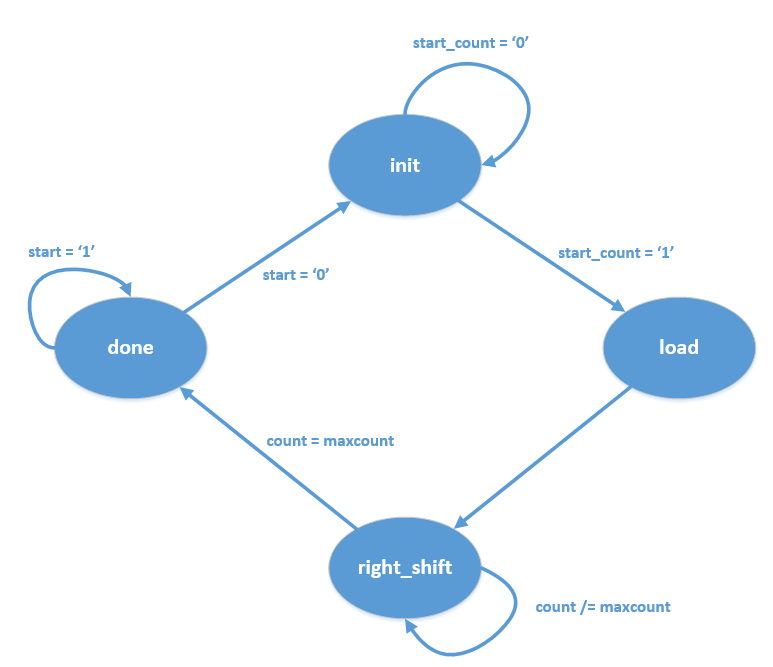 start_count = ‘0’
init
start = ‘1’
start_count = ‘1’
start = ‘0’
done
load
count = maxcount
right_shift
count /= maxcount